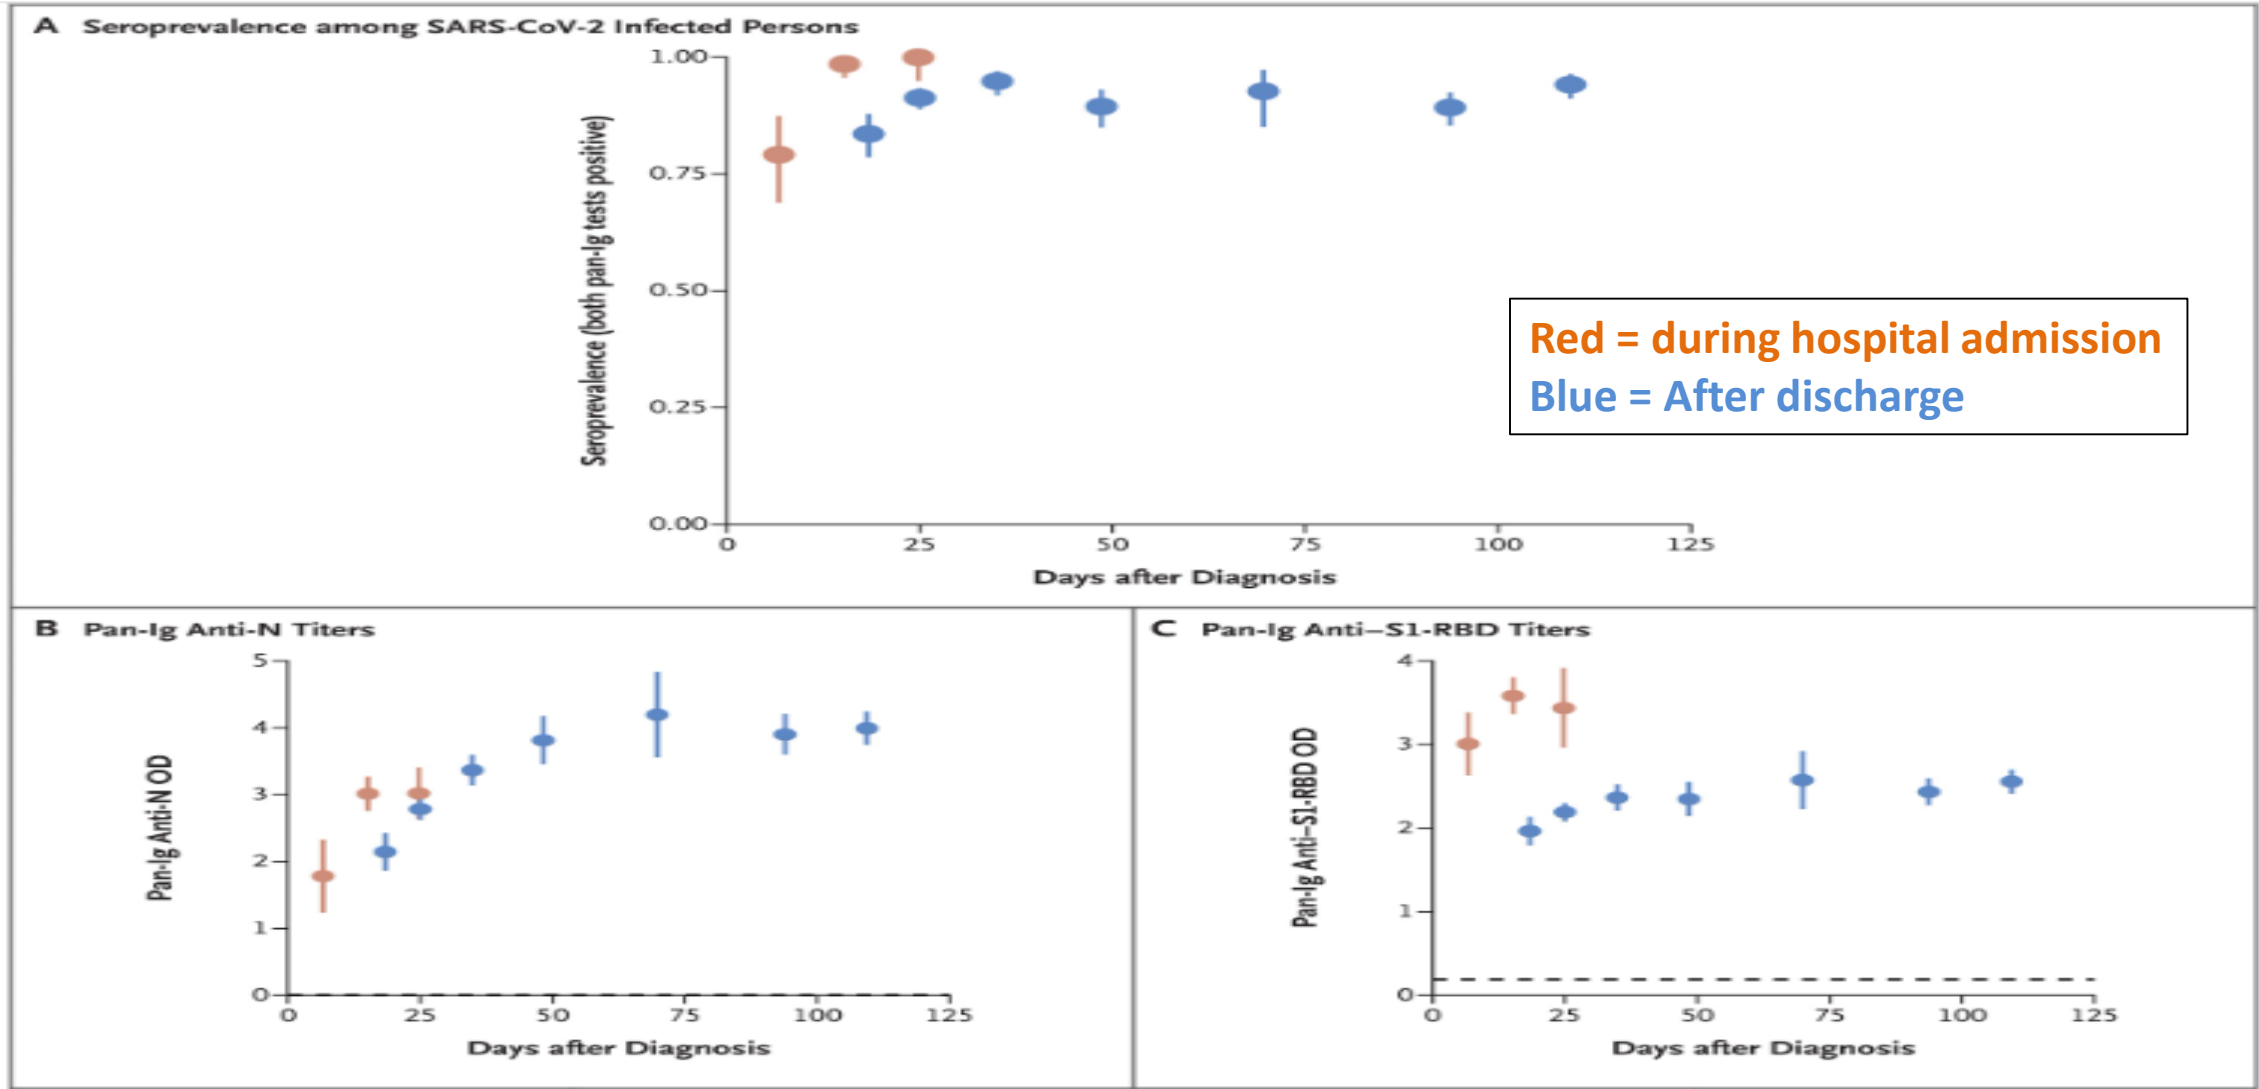 A Seroprevalence among SARS-CoV-2 Infected Persons
Seroprevalence (both pan-Ig tests positive)
1.00
0.75
0.50
0.25
0.00
0 25 50 75 100 125
Days after Diagnosis
Red = during hospital admission
Blue = After discharge
B Pan-Ig Anti-N Titers
Pan-Ig Anti-N OD
5
4
3
2
1
0
0 25 50 75 100 125
Days after Diagnosis
C Pan-Ig Anti–S1-RBD Titers
Pan-Ig Anti–S1-RBD OD
4
3
2
1
0
0 25 50 75 100 125
Days after Diagnosis